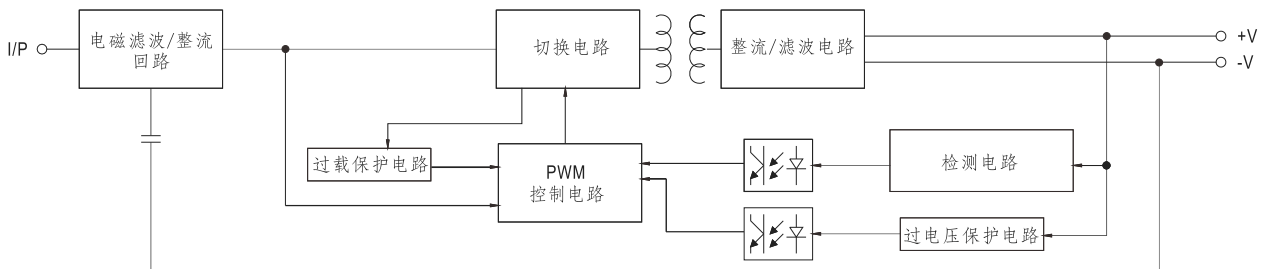 I/P
电磁滤波/整流
回路
切换电路
整流/滤波电路
+V
-V
过载保护电路
PWM
控制电路
检测电路
过电压保护电路